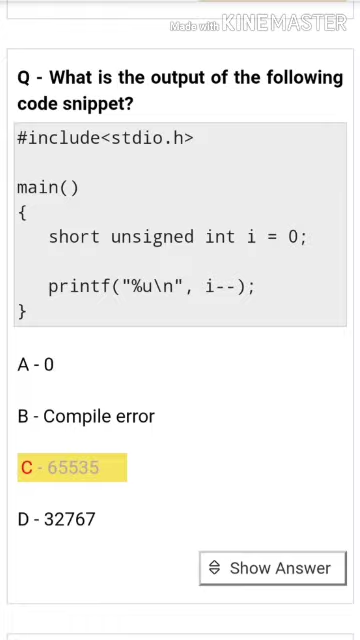 Made with KINEMASTER
Q - What is the output of the following
code snippet?
#include<stdio.h>
main()
{
short unsigned int i = 0;
printf("%u\n", i--);
}
A - 0
B - Compile error
C - 65535
D - 32767
Show Answer